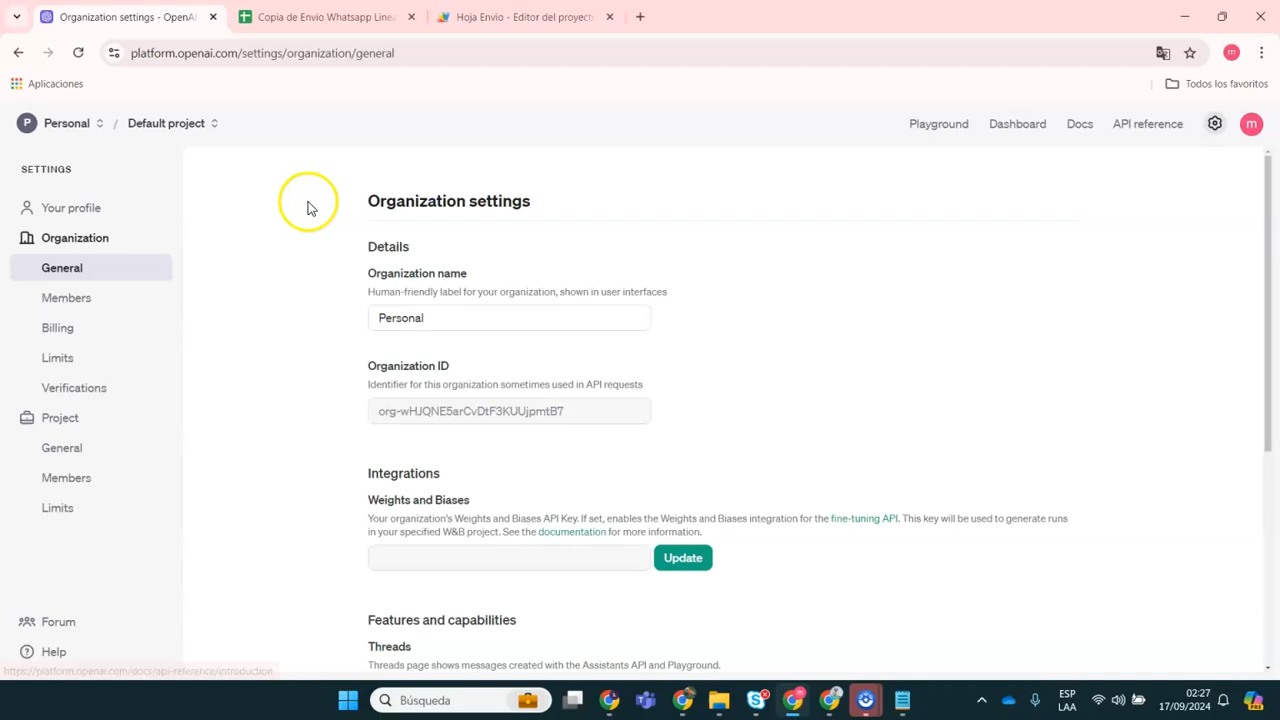 Organization settings - OpenAI
Copia de Envio Whatsapp Linea
Hoja Envio - Editor del proyecto
platform.openai.com/settings/organization/general
m
Aplicaciones
Todos los favoritos
P Personal / Default project
Playground Dashboard Docs API reference m
SETTINGS
Your profile
Organization
General
Members
Billing
Limits
Verifications
Project
General
Members
Limits
Forum
Help
Organization settings
Details
Organization name
Human-friendly label for your organization, shown in user interfaces
Personal
Organization ID
Identifier for this organization sometimes used in API requests
org-wHJQNE5arCvDtF3KUUjpmtB7
Integrations
Weights and Biases
Your organization's Weights and Biases API Key. If set, enables the Weights and Biases integration for the fine-tuning API. This key will be used to generate runs
in your specified W&B project. See the documentation for more information.
Update
Features and capabilities
Threads
Threads page shows messages created with the Assistants API and Playground.
https://platform.openai.com/docs/api-reference/introduction
Búsqueda
ESP
LAA
02:27
17/09/2024